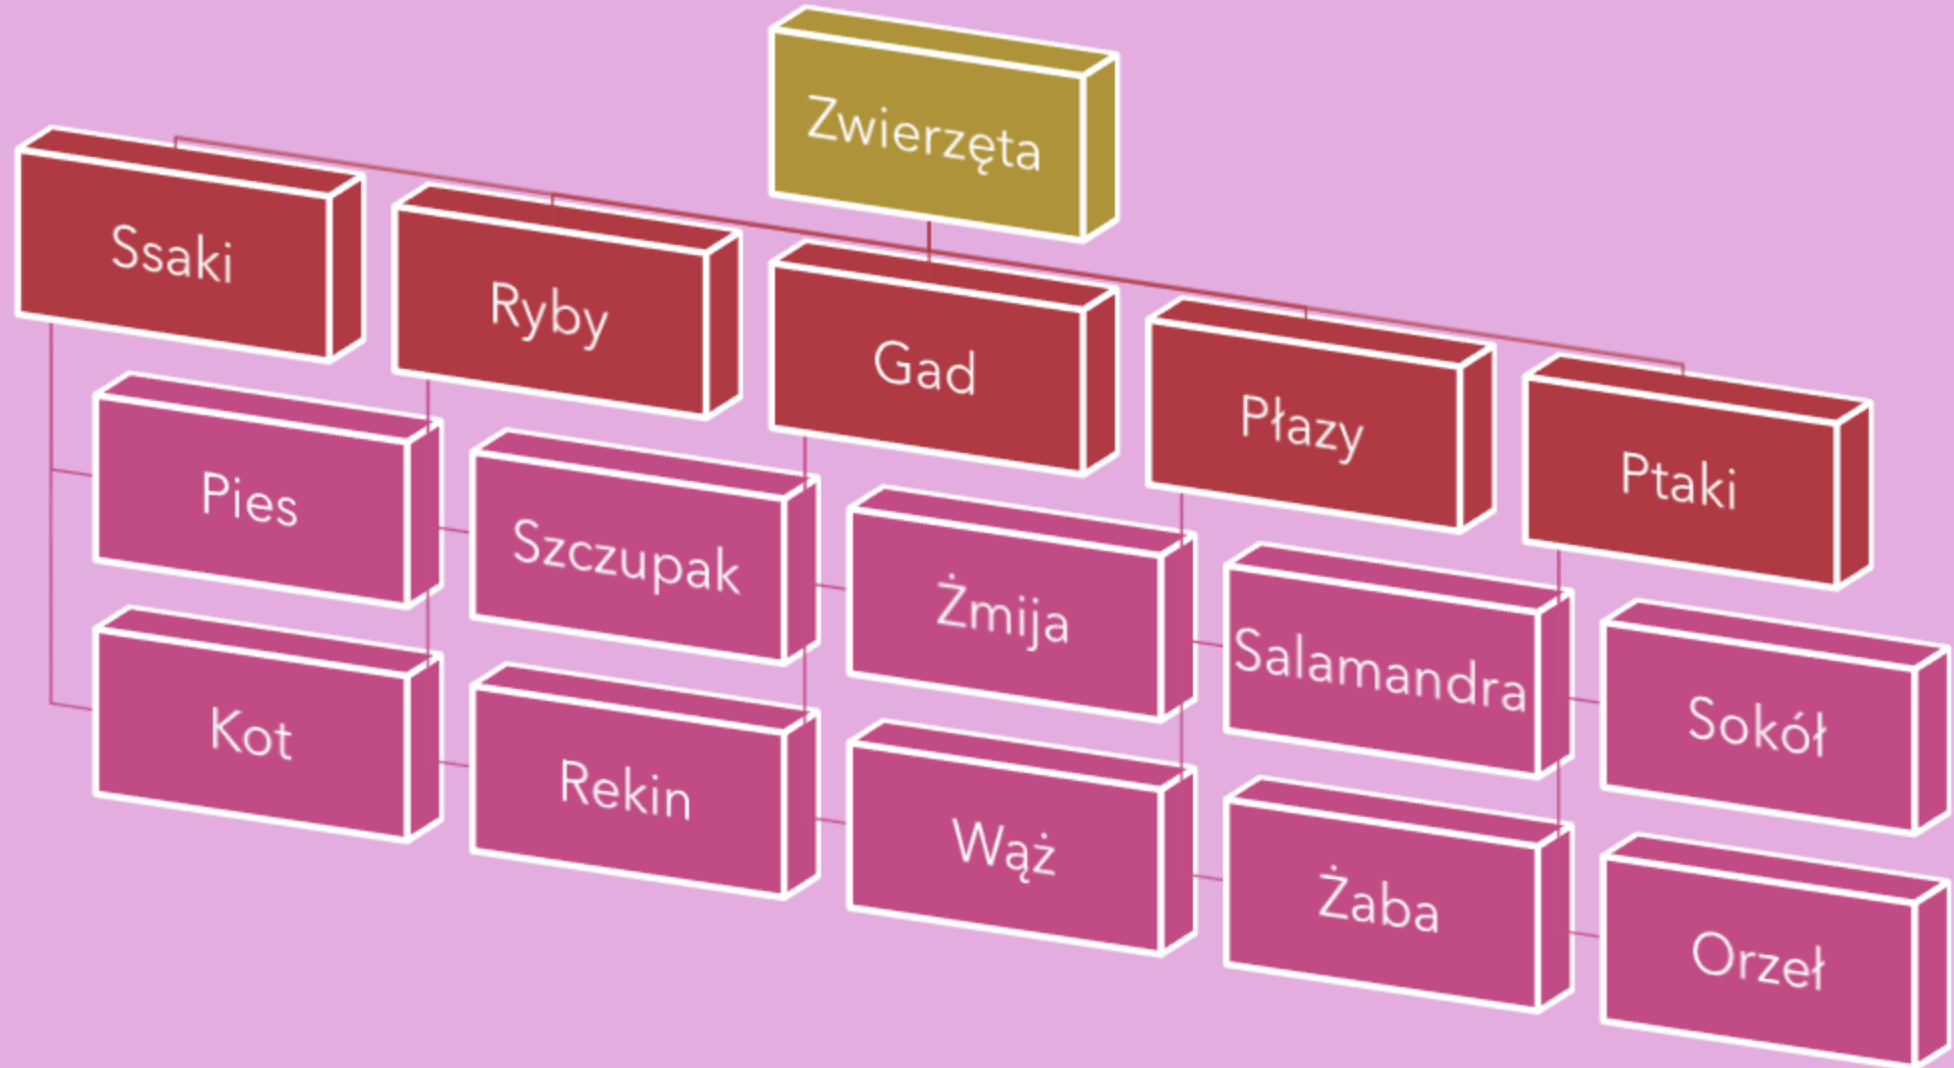 Zwierzęta
Ssaki
Ryby
Gad
Płazy
Ptaki
Pies
Szczupak
Żmija
Salamandra
Sokół
Kot
Rekin
Wąż
Żaba
Orzeł